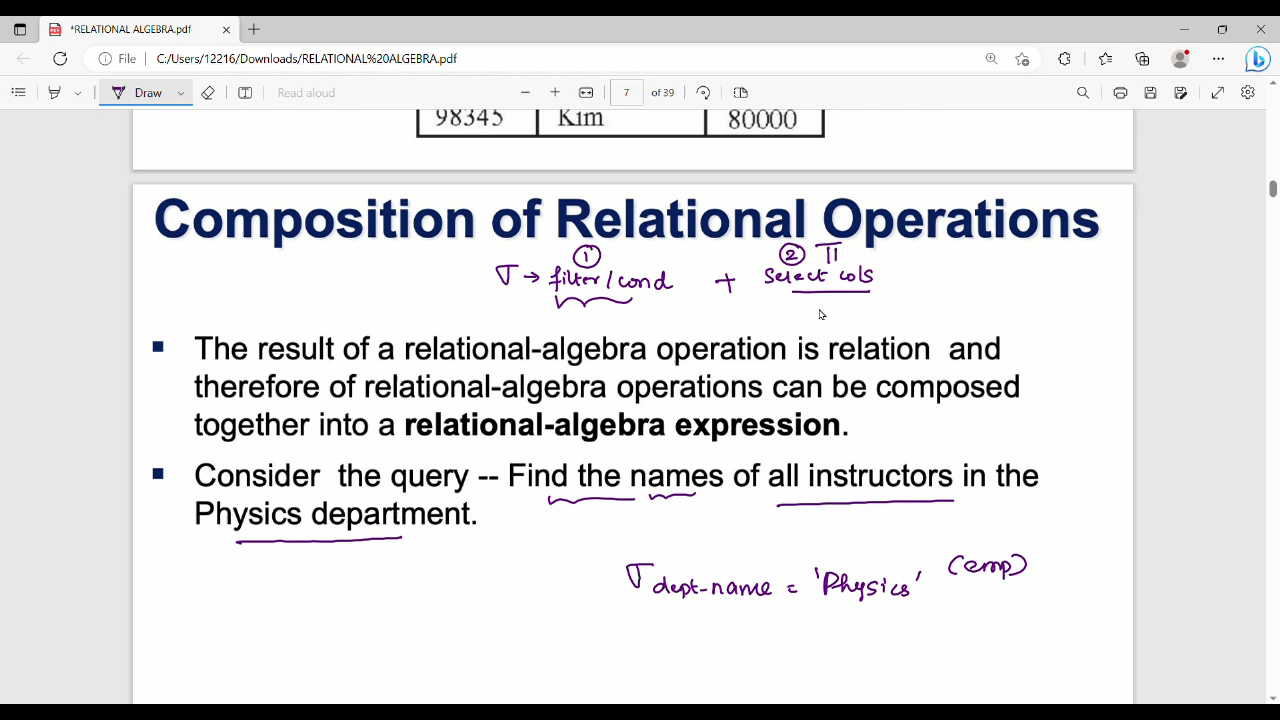 *RELATIONAL ALGEBRA.pdf
File C:/Users/12216/Downloads/RELATIONAL%20ALGEBRA.pdf
Draw Read aloud 7 of 39
98345 Kim 80000
Composition of Relational Operations
① ② Π
σ → filter/cond + Select cols
▪ The result of a relational-algebra operation is relation and
therefore of relational-algebra operations can be composed
together into a relational-algebra expression.
▪ Consider the query -- Find the names of all instructors in the
Physics department.
σ dept-name = 'Physics' (emp)